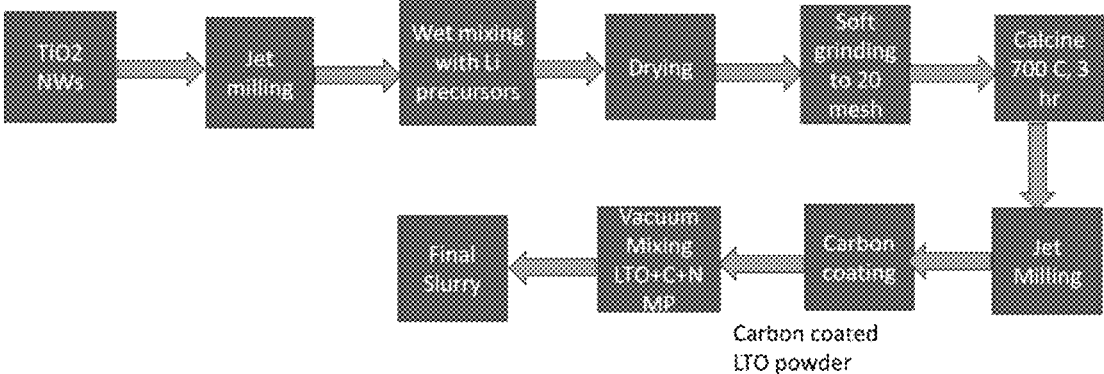 TiO2
NWs
Jet
milling
Wet mixing
with Li
precursors
Drying
Soft
grinding
to 20
mesh
Calcine
700 C, 3
hr
Jet
Milling
Carbon
coating
Vacuum
Mixing
LTO+C+N
MP
Final
Slurry
Carbon coated
LTO powder